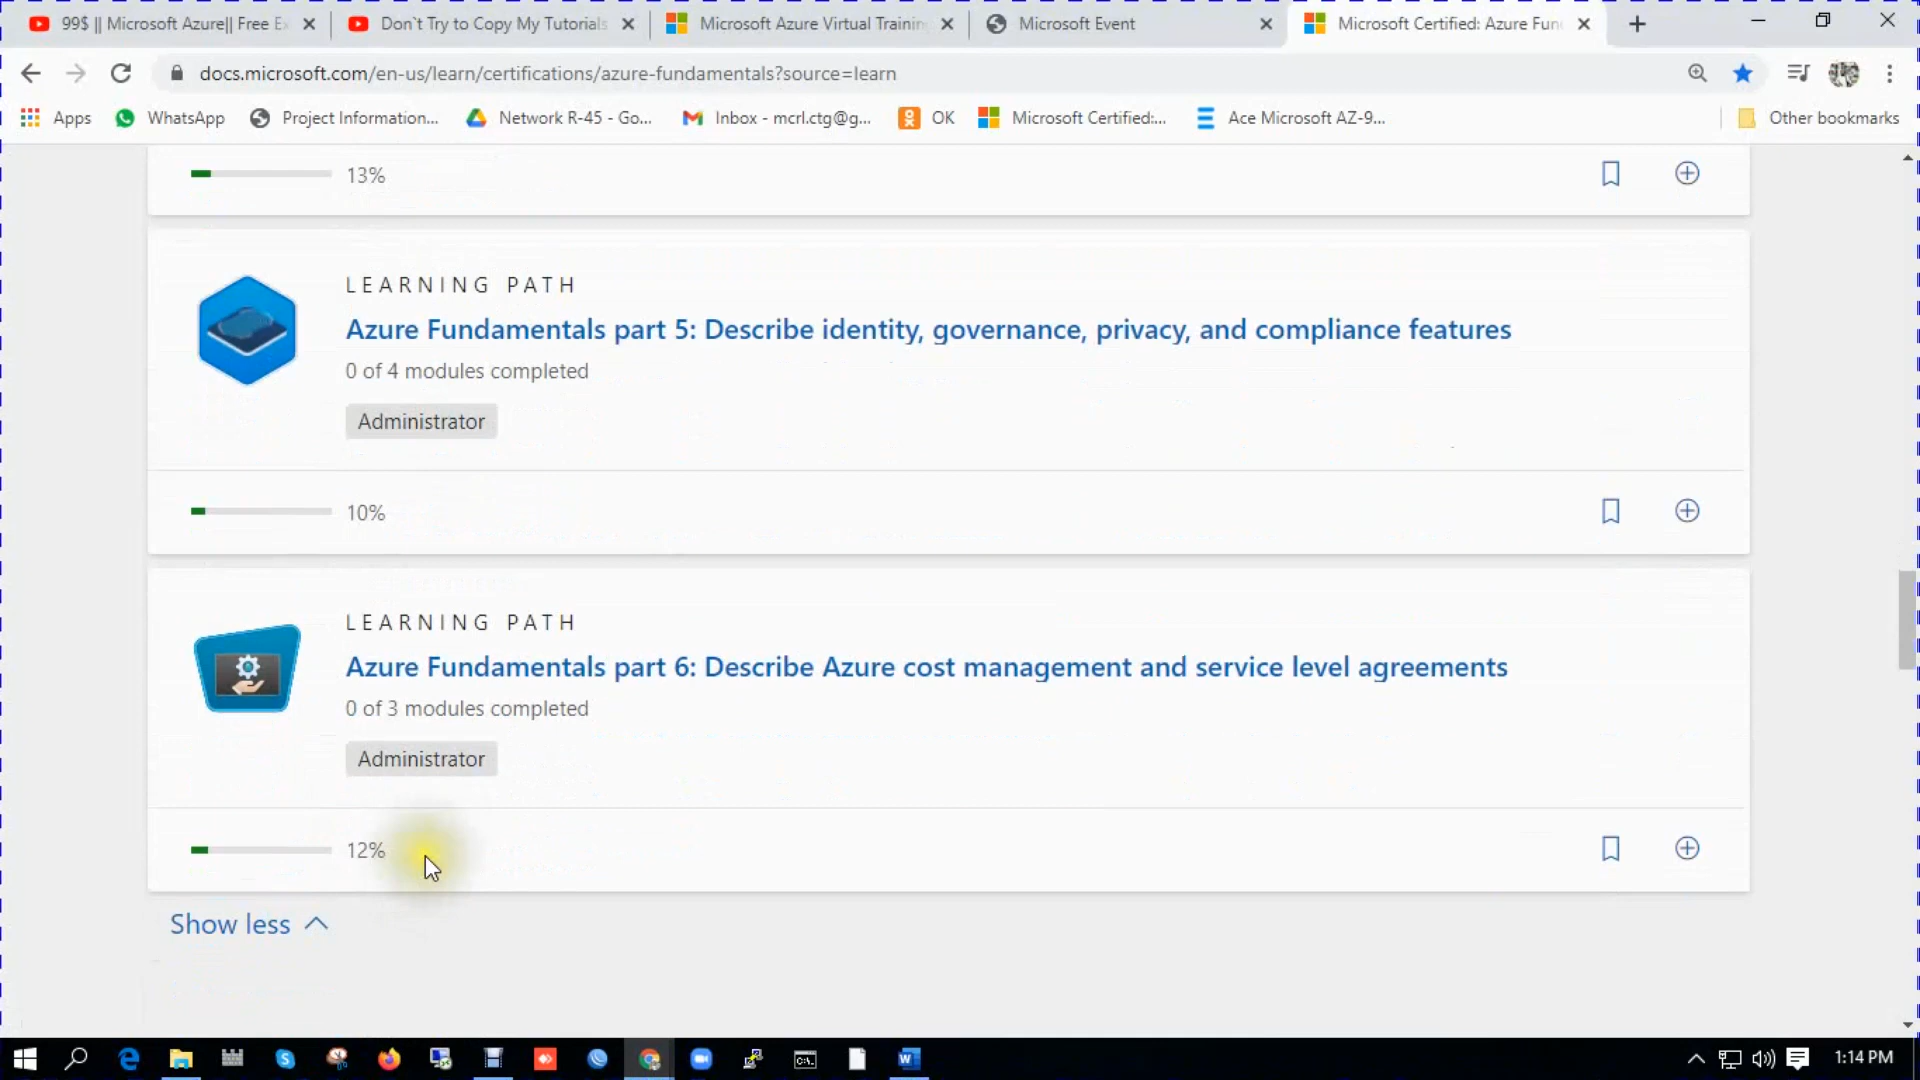 99$ || Microsoft Azure|| Free Ex
Don`t Try to Copy My Tutorials
Microsoft Azure Virtual Training
Microsoft Event
Microsoft Certified: Azure Fun
docs.microsoft.com/en-us/learn/certifications/azure-fundamentals?source=learn
Apps
WhatsApp
Project Information...
Network R-45 - Go...
Inbox - mcrl.ctg@g...
OK
Microsoft Certified:...
Ace Microsoft AZ-9...
Other bookmarks
13%
LEARNING PATH
Azure Fundamentals part 5: Describe identity, governance, privacy, and compliance features
0 of 4 modules completed
Administrator
10%
LEARNING PATH
Azure Fundamentals part 6: Describe Azure cost management and service level agreements
0 of 3 modules completed
Administrator
12%
Show less
1:14 PM